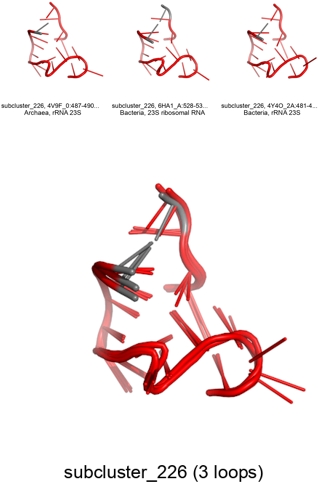 subcluster_226, 4V9F_0:487-490...
Archaea, rRNA 23S
subcluster_226, 6HA1_A:528-53...
Bacteria, 23S ribosomal RNA
subcluster_226, 4Y4O_2A:481-4...
Bacteria, rRNA 23S
subcluster_226 (3 loops)